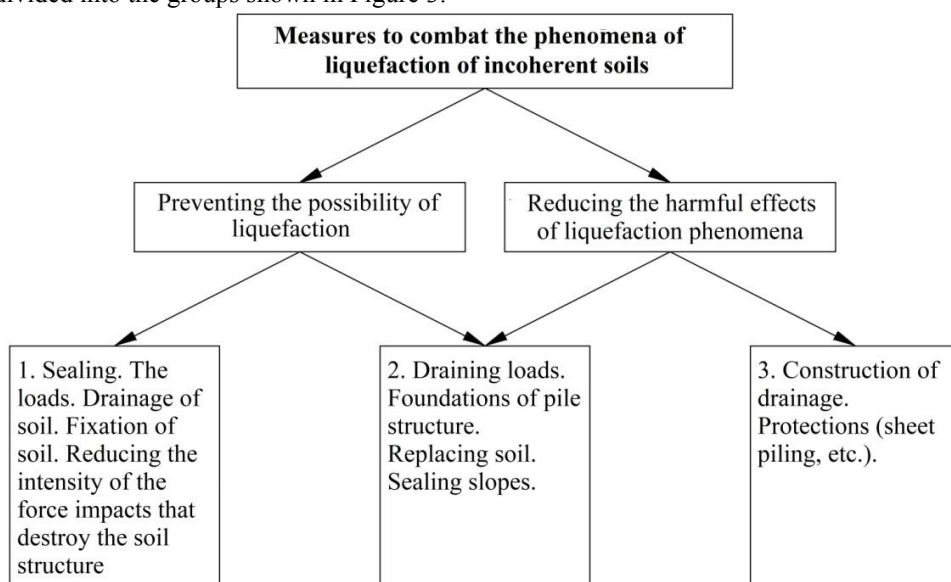 divided into the groups shown in Figure 3.
Measures to combat the phenomena of
liquefaction of incoherent soils
Preventing the possibility of
liquefaction
Reducing the harmful effects
of liquefaction phenomena
1. Sealing. The
loads. Drainage of
soil. Fixation of
soil. Reducing the
intensity of the
force impacts that
destroy the soil
structure
2. Draining loads.
Foundations of pile
structure.
Replacing soil.
Sealing slopes.
3. Construction of
drainage.
Protections (sheet
piling, etc.).